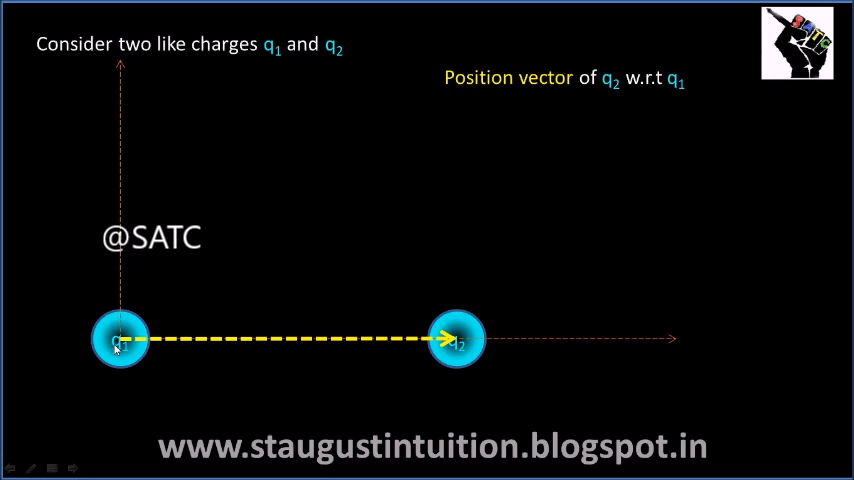 Consider two like charges q₁ and q₂
Position vector of q₂ w.r.t q₁
SATC
@SATC
q₁
q₂
www.staugustintuition.blogspot.in